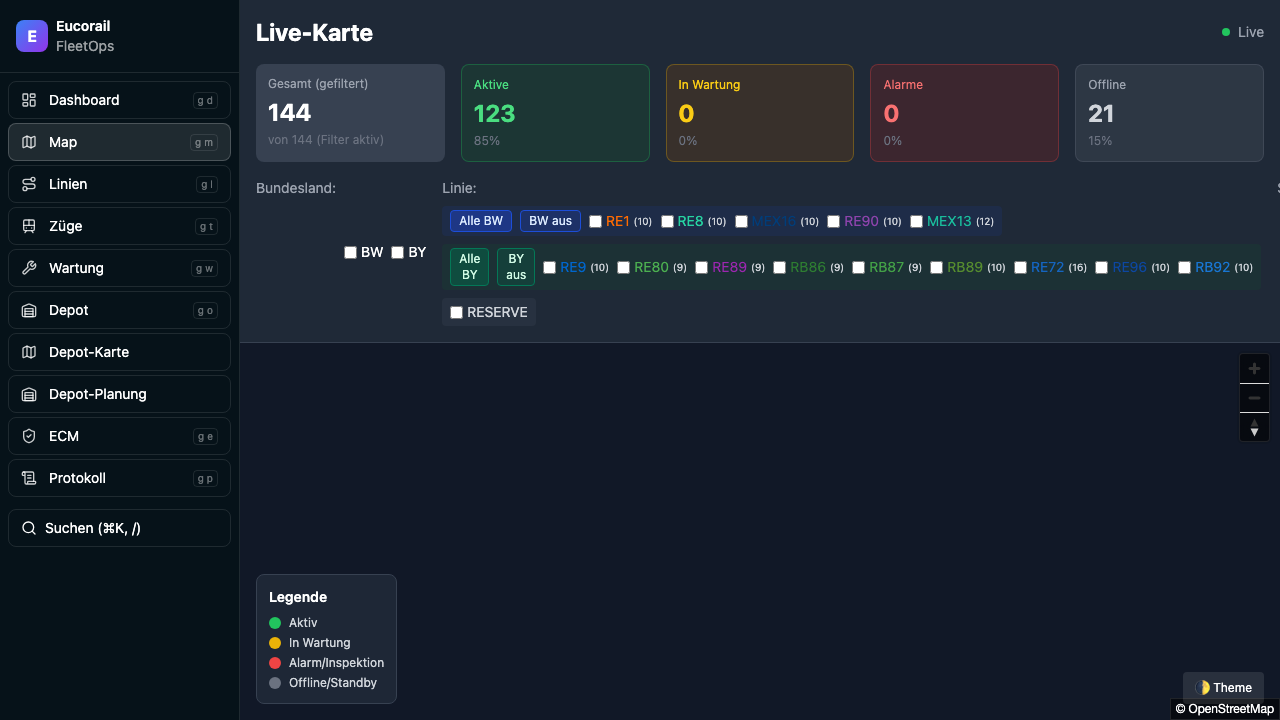 E
Eucorail
FleetOps
Dashboard g d
Map g m
Linien g l
Züge g t
Wartung g w
Depot g o
Depot-Karte
Depot-Planung
ECM g e
Protokoll g p
Suchen (⌘K, /)
Live-Karte
Live
Gesamt (gefiltert)
144
von 144 (Filter aktiv)
Aktive
123
85%
In Wartung
0
0%
Alarme
0
0%
Offline
21
15%
Bundesland:
BW BY
Linie:
Alle BW BW aus RE1 (10) RE8 (10) MEX16 (10) RE90 (10) MEX13 (12)
Alle BY BY aus RE9 (10) RE80 (9) RE89 (9) RB86 (9) RB87 (9) RB89 (10) RE72 (16) RE96 (10) RB92 (10)
RESERVE
Legende
Aktiv
In Wartung
Alarm/Inspektion
Offline/Standby
Theme
© OpenStreetMap